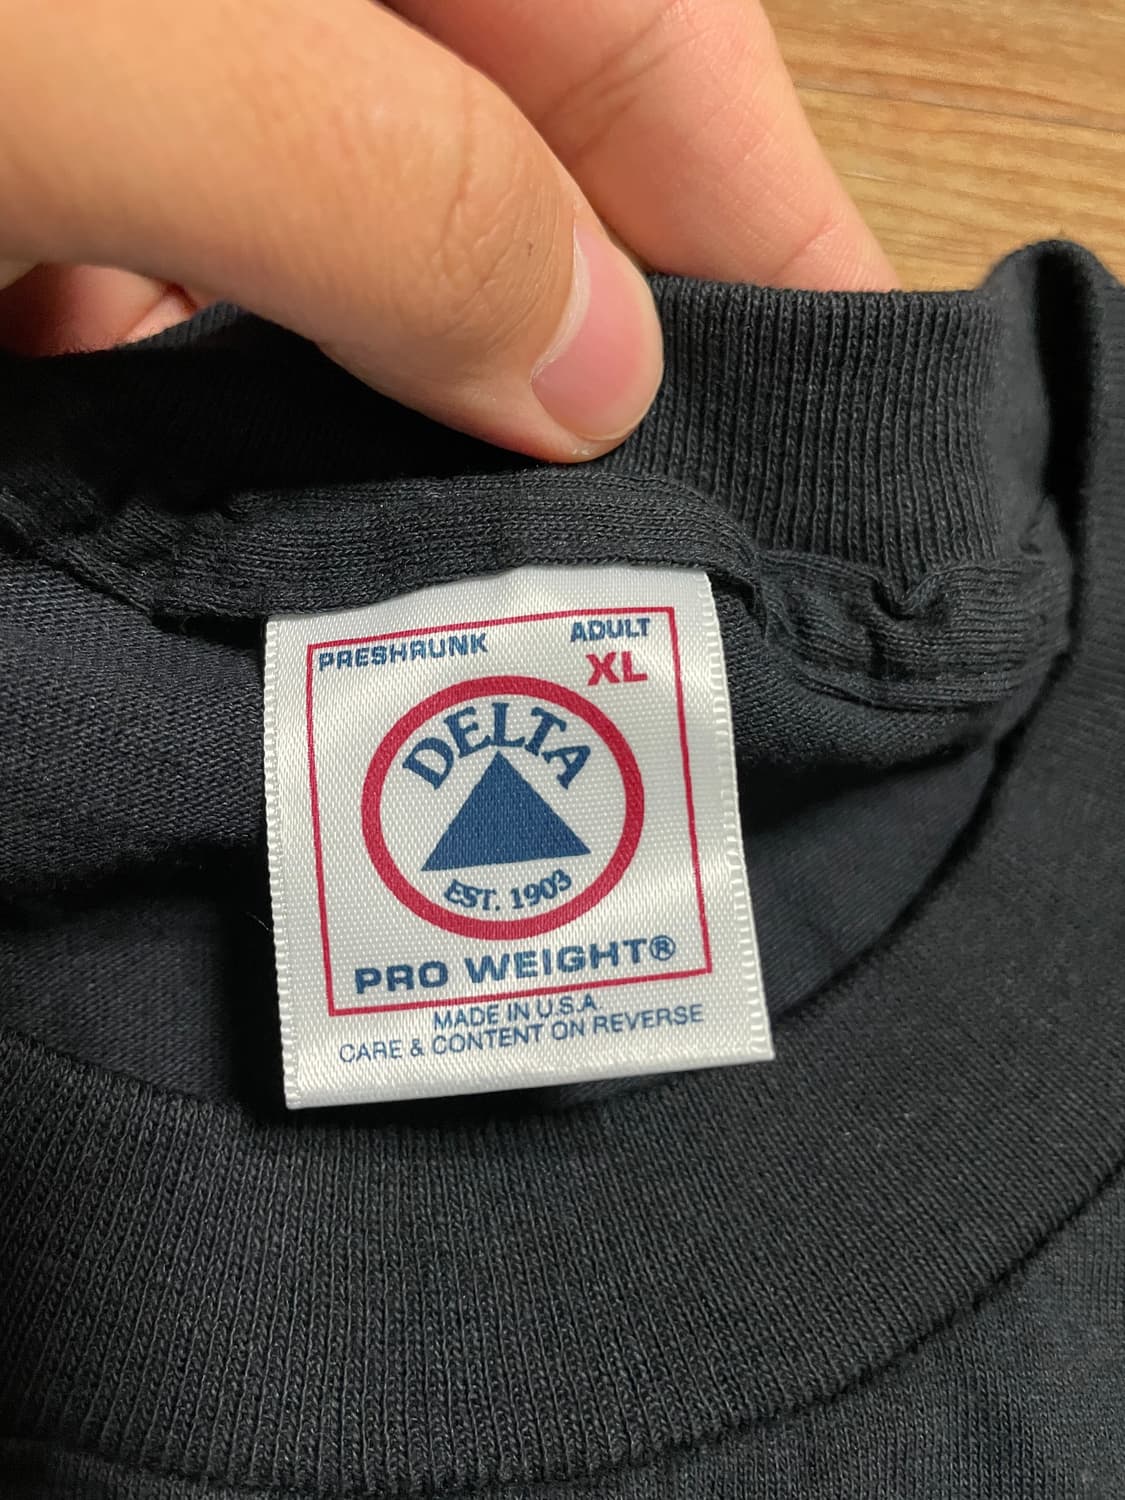 PRESHRUNK
ADULT
XL
DELTA
EST. 1903
PRO WEIGHT®
MADE IN U.S.A.
CARE & CONTENT ON REVERSE